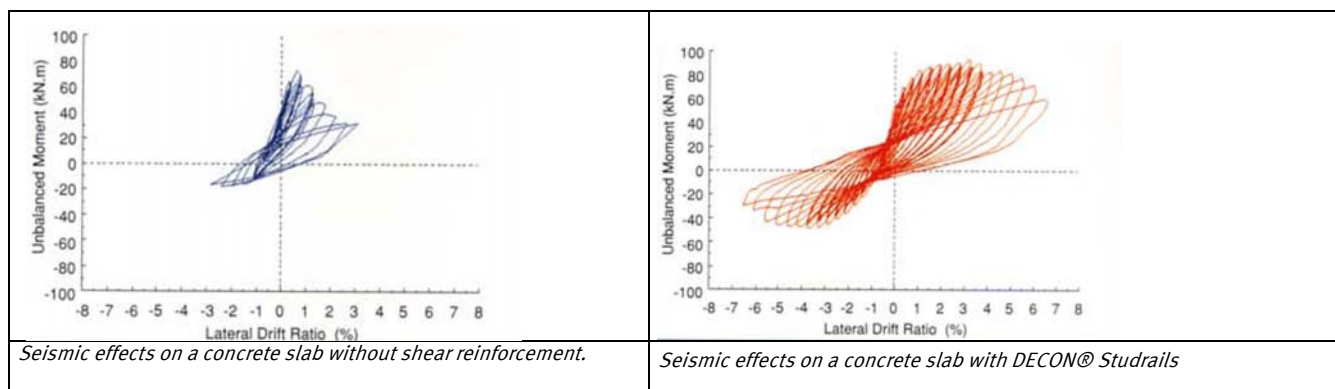 100
80
60
40
20
0
-20
-40
-60
-80
-100
Unbalanced Moment (kN.m)
-8 -7 -6 -5 -4 -3 -2 -1 0 1 2 3 4 5 6 7 8
Lateral Drift Ratio (%)
100
80
60
40
20
0
-20
-40
-60
-80
-100
Unbalanced Moment (kN.m)
-8 -7 -6 -5 -4 -3 -2 -1 0 1 2 3 4 5 6 7 8
Lateral Drift Ratio (%)
Seismic effects on a concrete slab without shear reinforcement.
Seismic effects on a concrete slab with DECON® Studrails